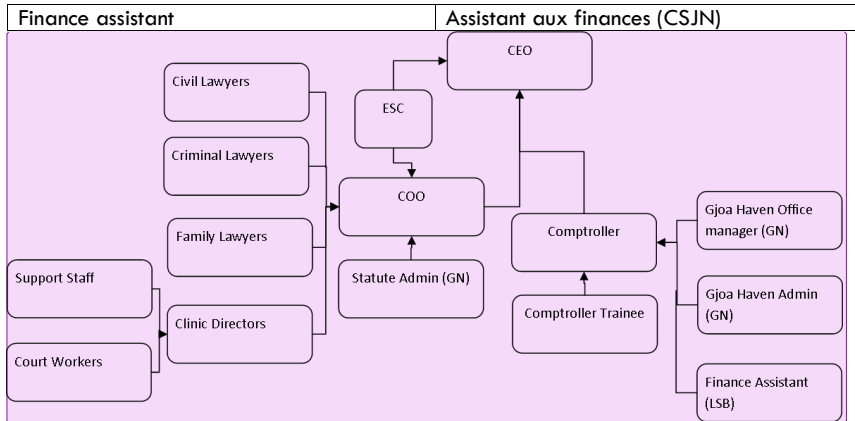 Finance assistant
Assistant aux finances (CSJN)
CEO
Civil Lawyers
ESC
Criminal Lawyers
COO
Gjoa Haven Office
manager (GN)
Family Lawyers
Comptroller
Support Staff
Statute Admin (GN)
Gjoa Haven Admin
(GN)
Clinic Directors
Comptroller Trainee
Court Workers
Finance Assistant
(LSB)